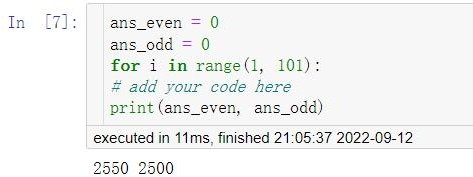 In [7]:
ans_even = 0
ans_odd = 0
for i in range(1, 101):
# add your code here
print(ans_even, ans_odd)
executed in 11ms, finished 21:05:37 2022-09-12
2550 2500